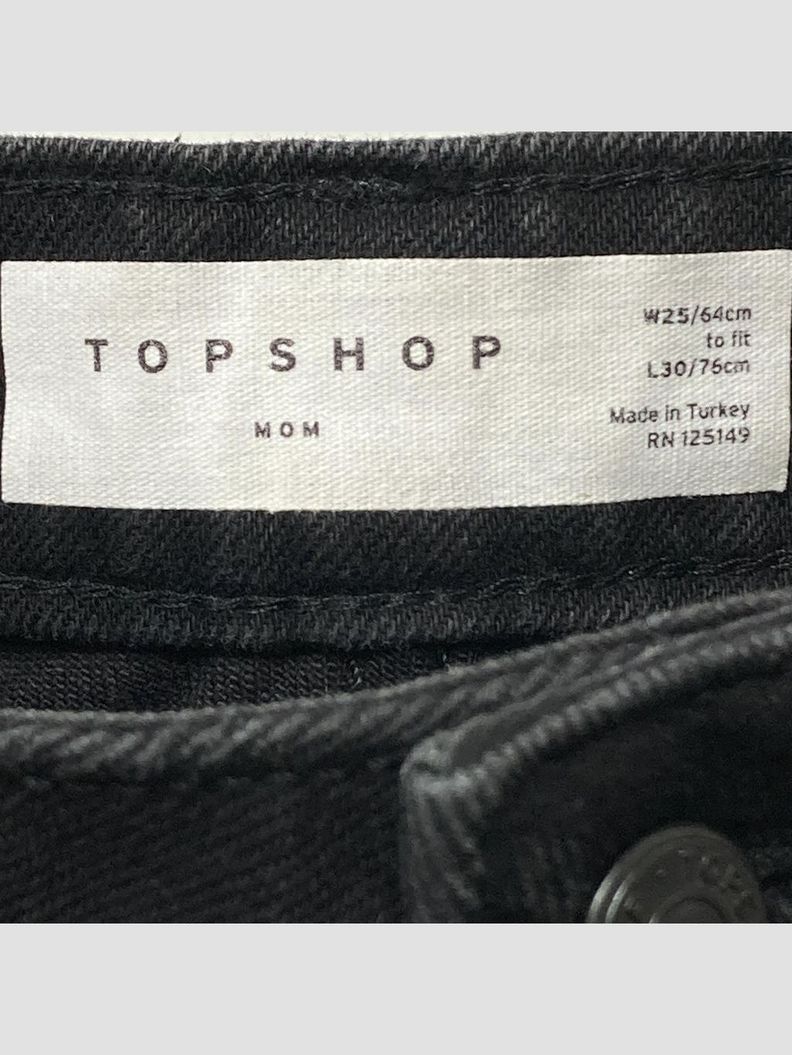 TOPSHOP
MOM
W25/64cm
to fit
L30/76cm
Made in Turkey
RN 125149